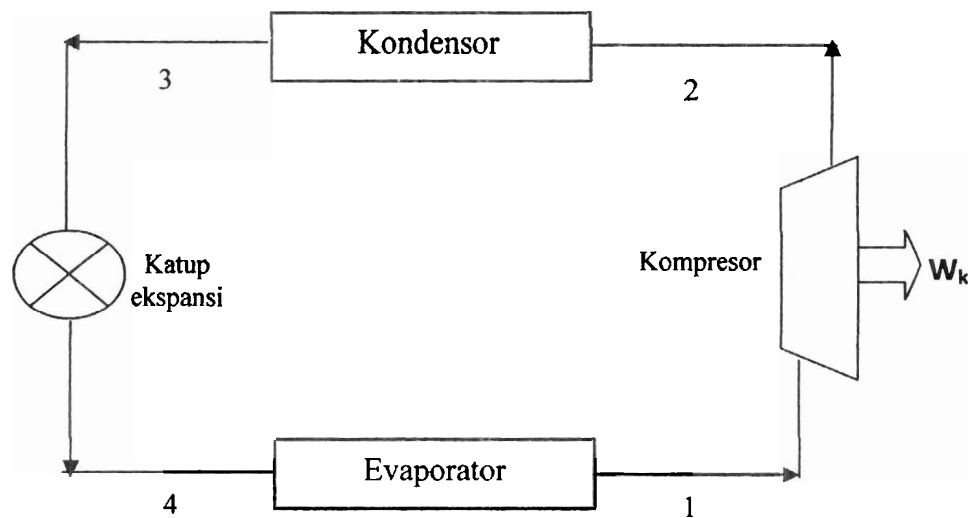 Kondensor
3
2
Katup
ekspansi
Kompresor
Wk
Evaporator
4
1